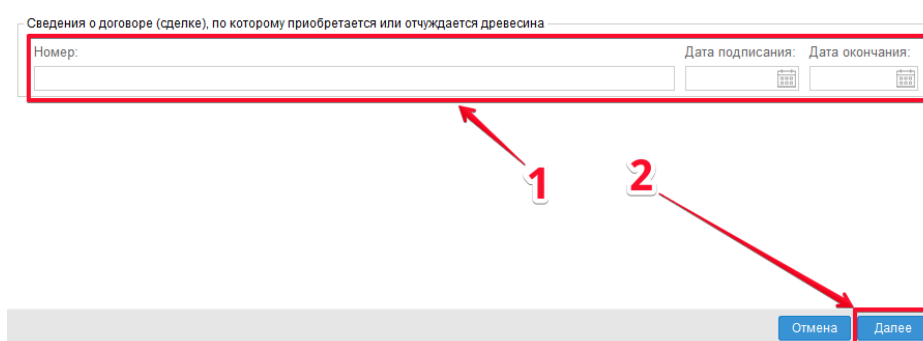 Сведения о договоре (сделке), по которому приобретается или отчуждается древесина
Номер: Дата подписания: Дата окончания:
1 2
Отмена Далее